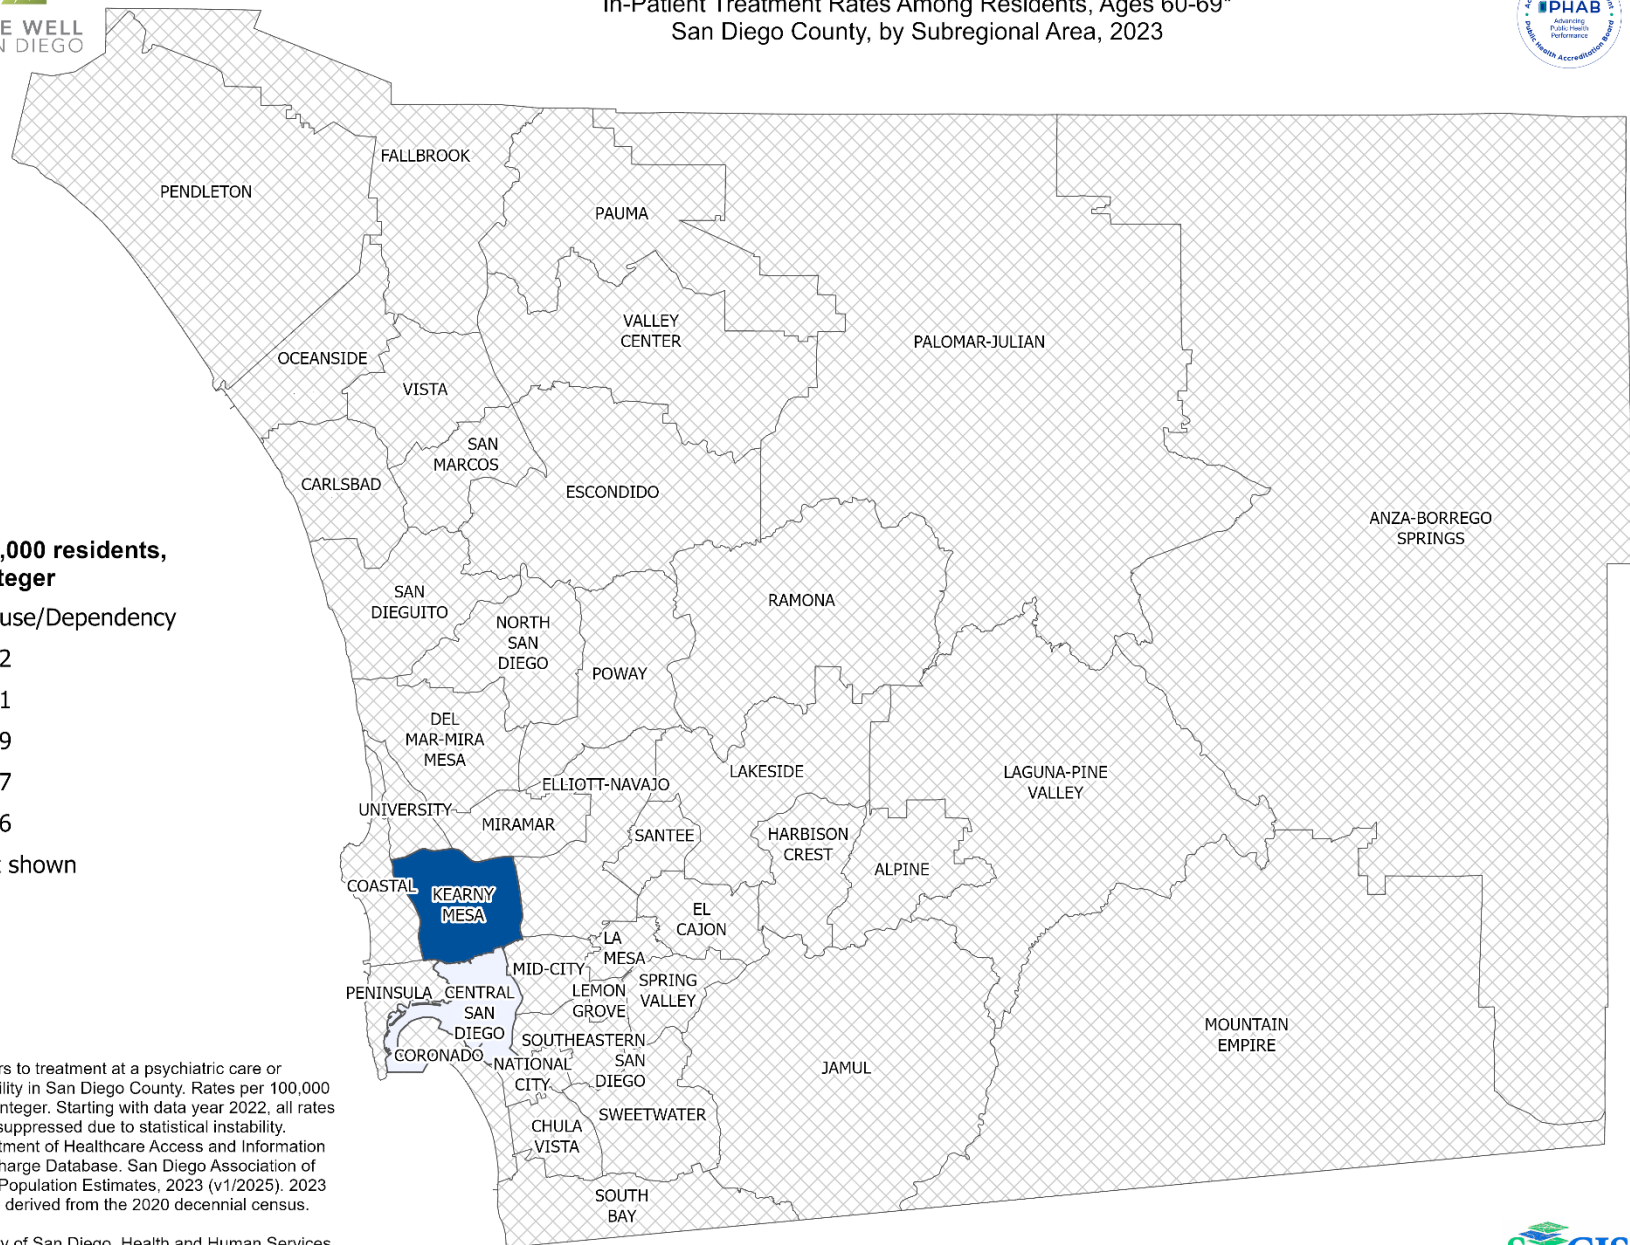 E WELL
N DIEGO
In-Patient Treatment Rates Among Residents, Ages 60-69*
San Diego County, by Subregional Area, 2023
PHAB
Advancing
Public Health
Performance
Public Health Accreditation Board
FALLBROOK
PENDLETON
PAUMA
VALLEY
CENTER
PALOMAR-JULIAN
OCEANSIDE
VISTA
SAN
MARCOS
CARLSBAD
ESCONDIDO
ANZA-BORREGO
SPRINGS
,000 residents,
teger
use/Dependency
2
1
9
7
6
t shown
SAN
DIEGUITO
NORTH
SAN
DIEGO
RAMONA
POWAY
DEL
MAR-MIRA
MESA
ELLIOTT-NAVAJO
LAKESIDE
LAGUNA-PINE
VALLEY
UNIVERSITY
MIRAMAR
SANTEE
HARBISON
CREST
ALPINE
COASTAL
KEARNY
MESA
EL
CAJON
LA
MESA
MID-CITY
SPRING
VALLEY
LEMON
GROVE
PENINSULA
CENTRAL
SAN
DIEGO
SOUTHEASTERN
SAN
DIEGO
CORONADO
NATIONAL
CITY
JAMUL
MOUNTAIN
EMPIRE
SWEETWATER
CHULA
VISTA
SOUTH
BAY
rs to treatment at a psychiatric care or
ility in San Diego County. Rates per 100,000
nteger. Starting with data year 2022, all rates
suppressed due to statistical instability.
tment of Healthcare Access and Information
harge Database. San Diego Association of
Population Estimates, 2023 (v1/2025). 2023
derived from the 2020 decennial census.
y of San Diego, Health and Human Services